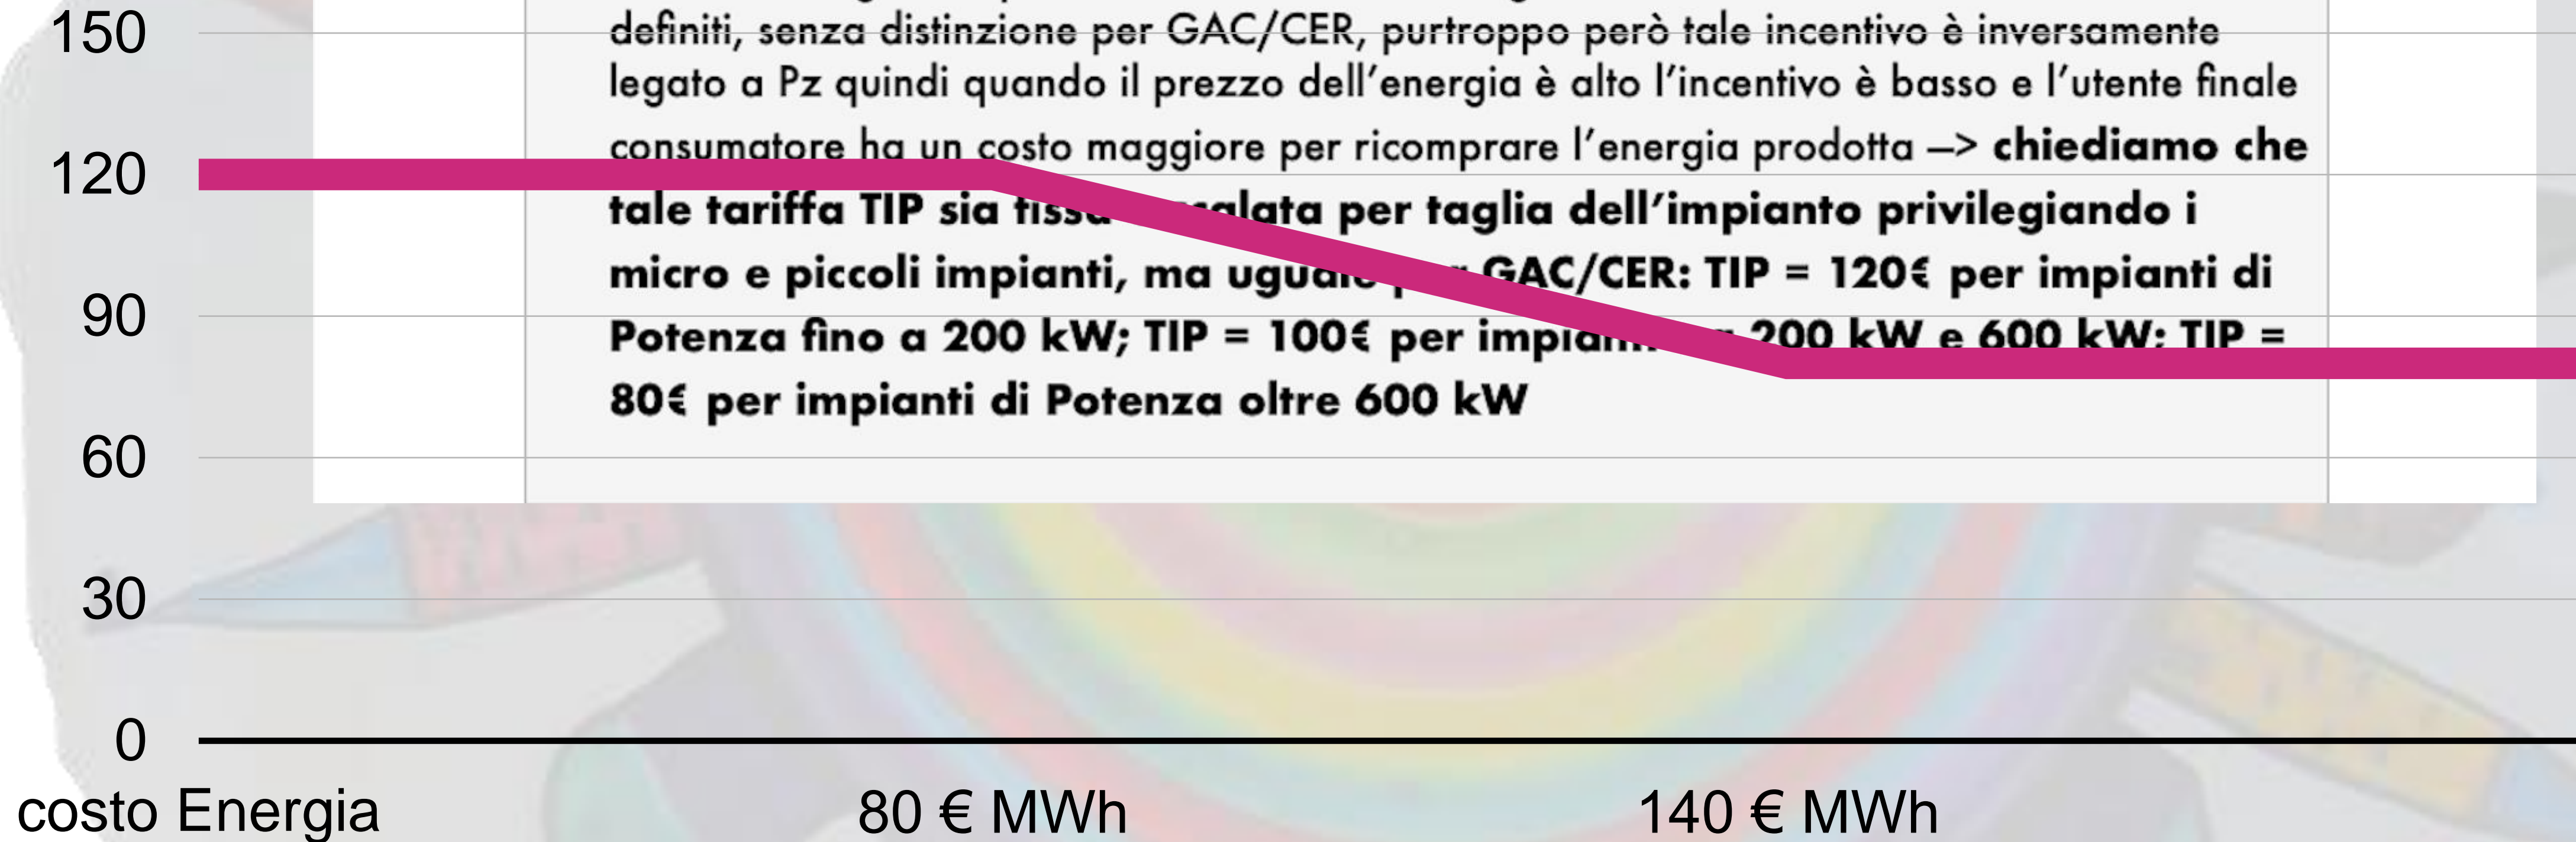 150
definiti, senza distinzione per GAC/CER, purtroppo però tale incentivo è inversamente
legato a Pz quindi quando il prezzo dell'energia è alto l'incentivo è basso e l'utente finale
consumatore ha un costo maggiore per ricomprare l'energia prodotta —> chiediamo che
120
tale tariffa TIP sia fissa per taglia dell'impianto privilegiando i
micro e piccoli impianti, ma uguale GAC/CER: TIP = 120€ per impianti di
90
Potenza fino a 200 kW; TIP = 100€ per impianti 200 kW e 600 kW; TIP =
80€ per impianti di Potenza oltre 600 kW
60
30
0
costo Energia 80 € MWh 140 € MWh